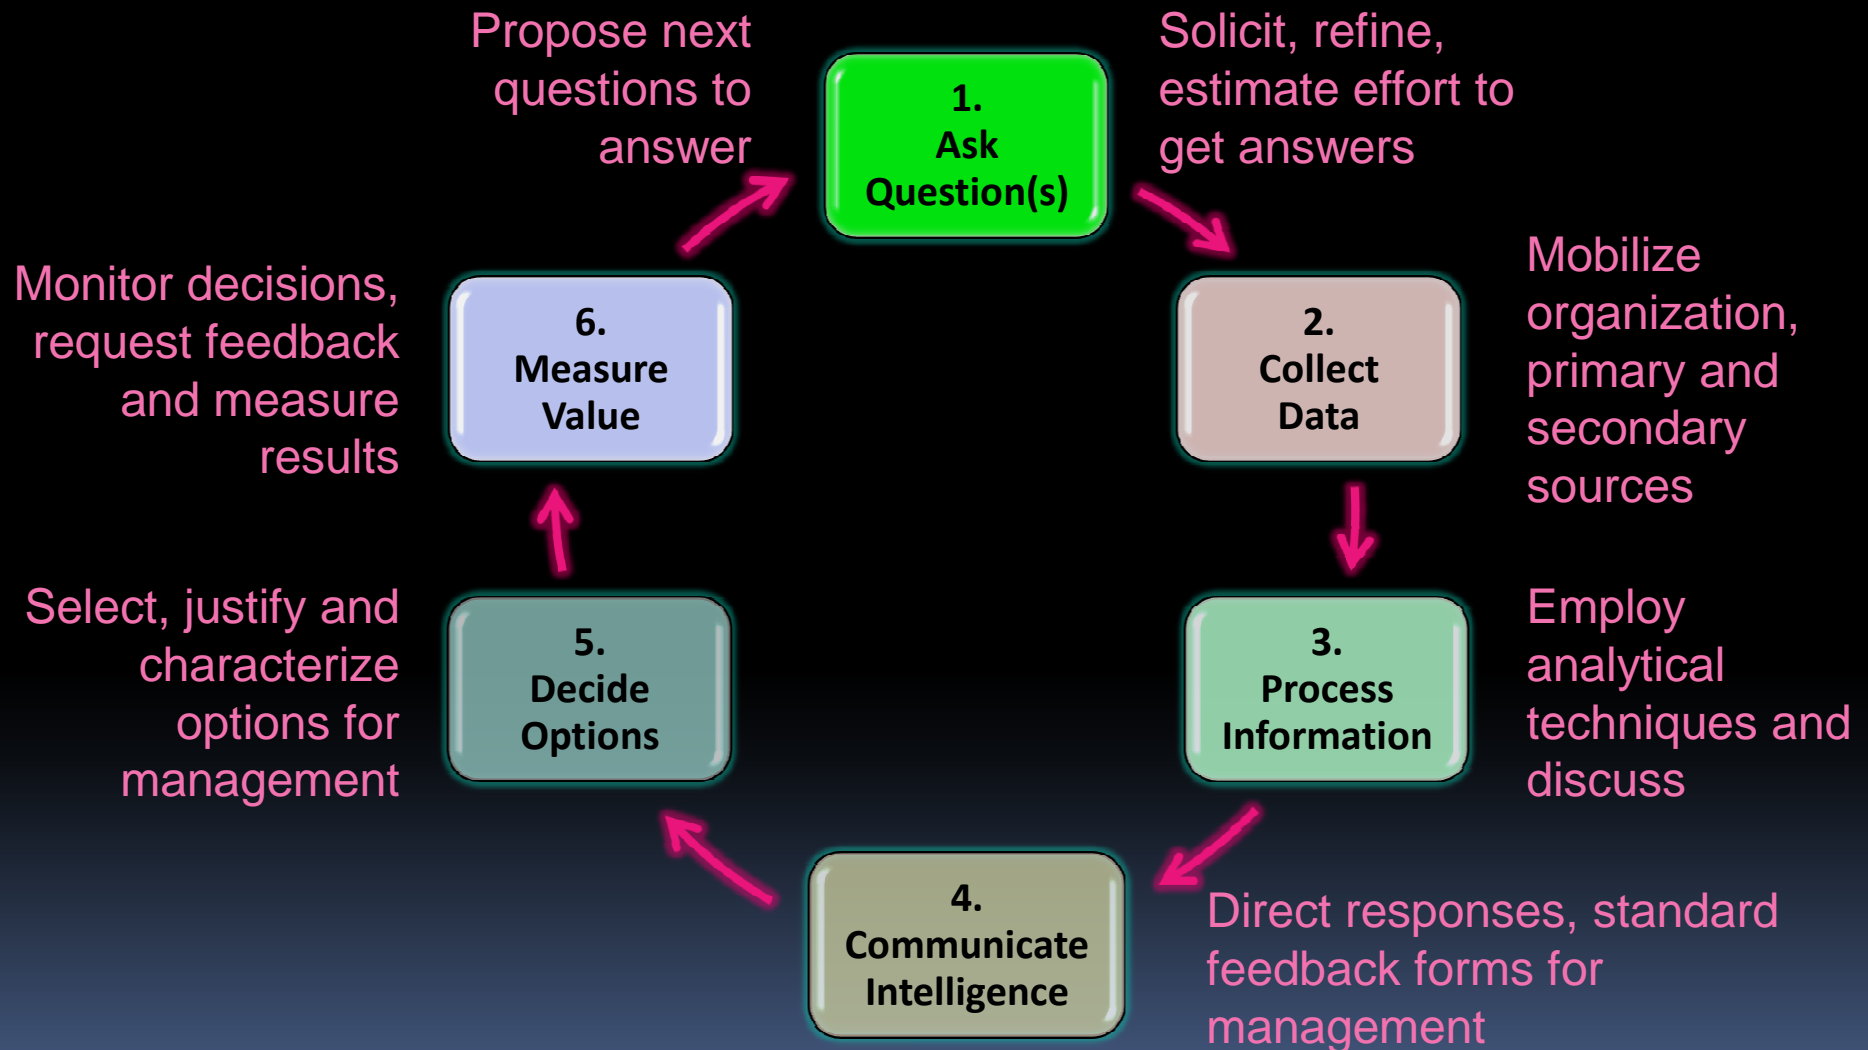 Propose next
questions to
answer
1.
Ask
Question(s)
Solicit, refine,
estimate effort to
get answers
2.
Collect
Data
Mobilize
organization,
primary and
secondary
sources
3.
Process
Information
Employ
analytical
techniques and
discuss
4.
Communicate
Intelligence
Direct responses, standard
feedback forms for
management
5.
Decide
Options
Select, justify and
characterize
options for
management
6.
Measure
Value
Monitor decisions,
request feedback
and measure
results